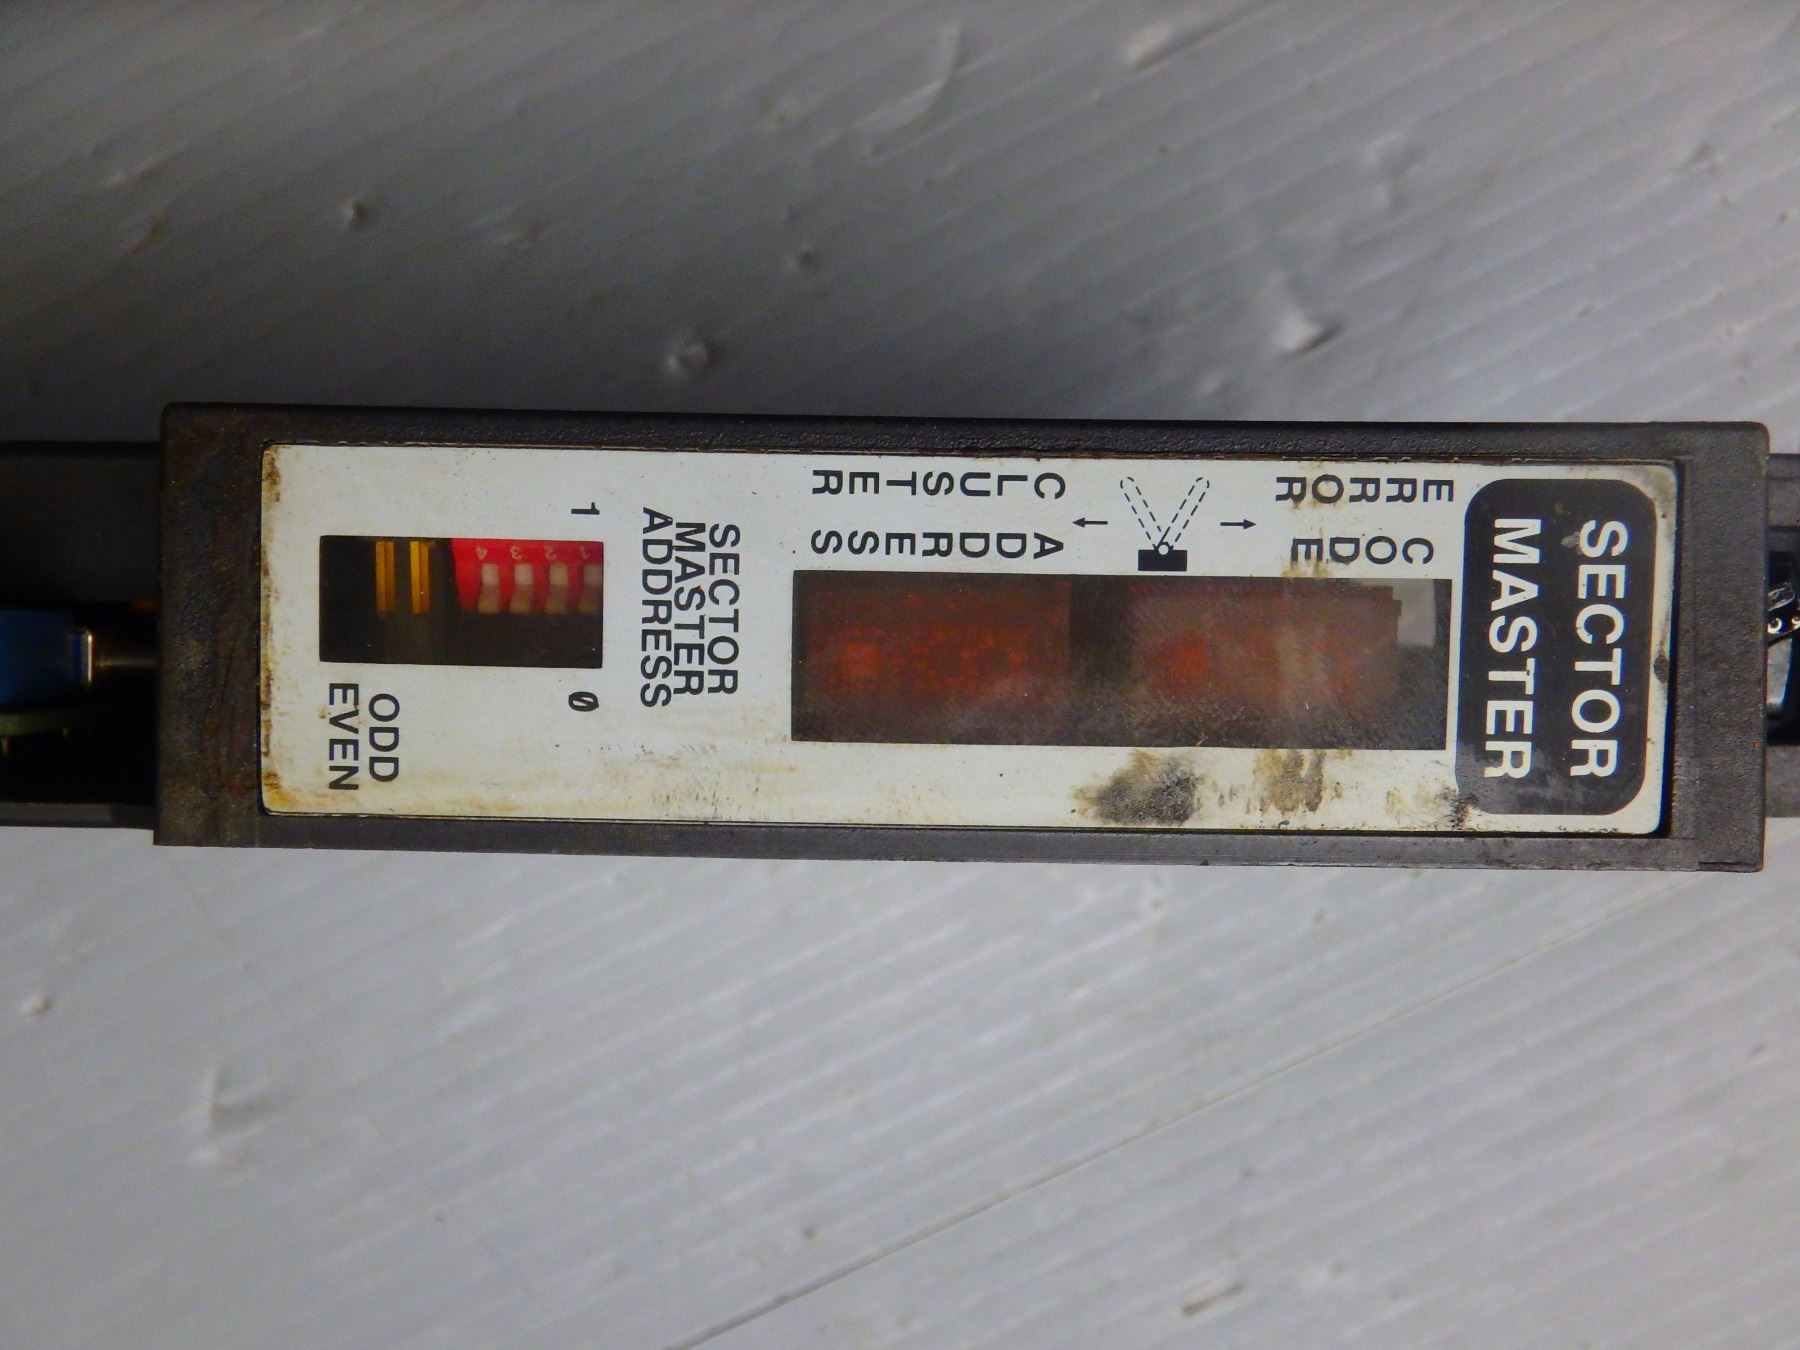 SECTOR
MASTER
ERROR
CODE
CLUSTER
ADDRESS
SECTOR
MASTER
ADDRESS
1 0
1
2
3
4
ODD
EVEN